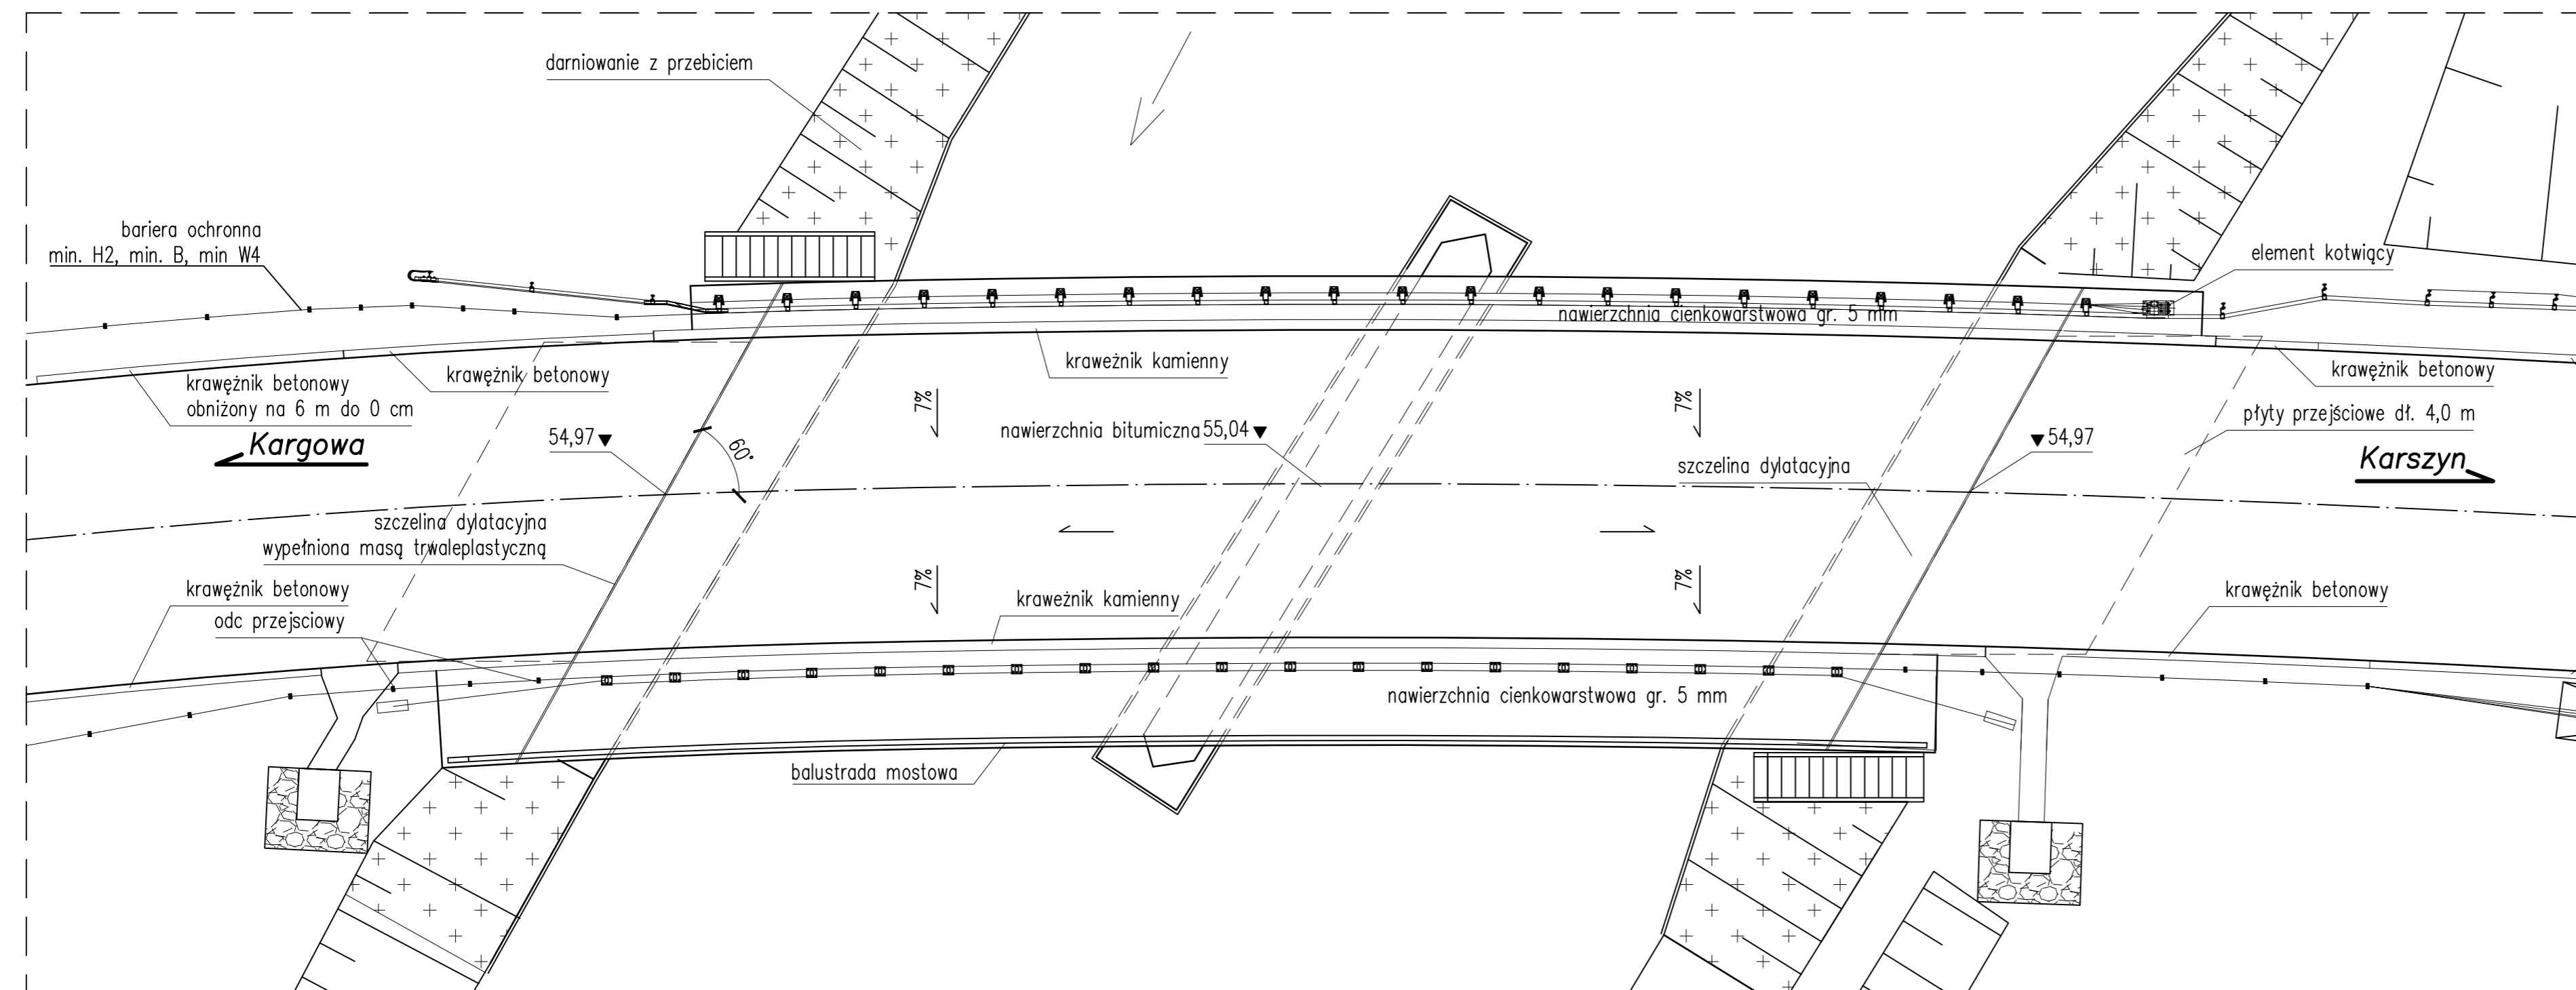 darniowanie z przebiciem
bariera ochronna
min. H2, min. B, min W4
element kotwiący
nawierzchnia cienkowarstwowa gr. 5 mm
kraweżnik kamienny
krawężnik betonowy
krawężnik betonowy
krawężnik betonowy
obniżony na 6 m do 0 cm
7%
7%
płyty przejściowe dł. 4,0 m
Kargowa
54,97
60°
nawierzchnia bitumiczna 55,04
54,97
szczelina dylatacyjna
Karszyn
szczelina dylatacyjna
wypełniona masą trwaleplastyczną
7%
7%
krawężnik betonowy
kraweżnik kamienny
krawężnik betonowy
odc przejsciowy
nawierzchnia cienkowarstwowa gr. 5 mm
balustrada mostowa